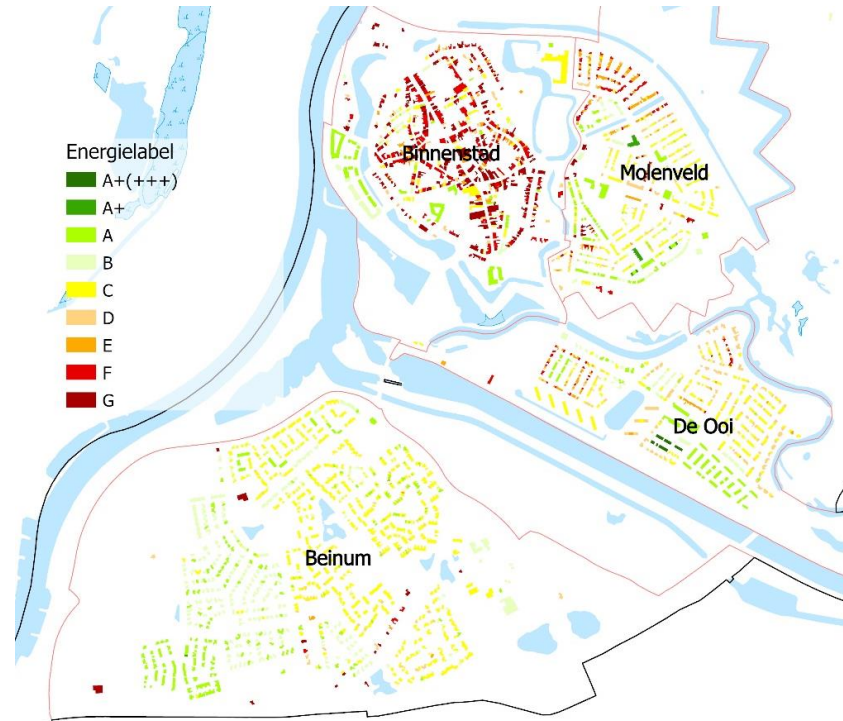 Energielabel
A+(+++)
A+
A
B
C
D
E
F
G
Binnenstad
Molenveld
De Ooi
Beinum